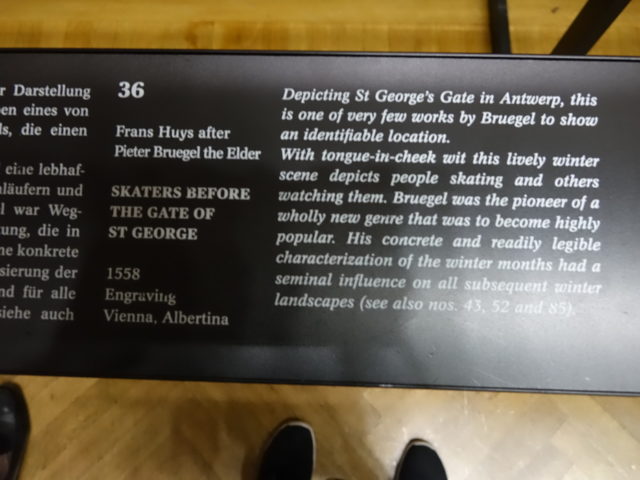 r Darstellung
en eines von
ls, die einen
eine lebhaf-
läufern und
l war Weg-
ung, die in
ne konkrete
sierung der
nd für alle
siehe auch
36
Frans Huys after
Pieter Bruegel the Elder
SKATERS BEFORE
THE GATE OF
ST GEORGE
1558
Engraving
Vienna, Albertina
Depicting St George's Gate in Antwerp, this
is one of very few works by Bruegel to show
an identifiable location.
With tongue-in-cheek wit this lively winter
scene depicts people skating and others
watching them. Bruegel was the pioneer of a
wholly new genre that was to become highly
popular. His concrete and readily legible
characterization of the winter months had a
seminal influence on all subsequent winter
landscapes (see also nos. 43, 52 and 85).